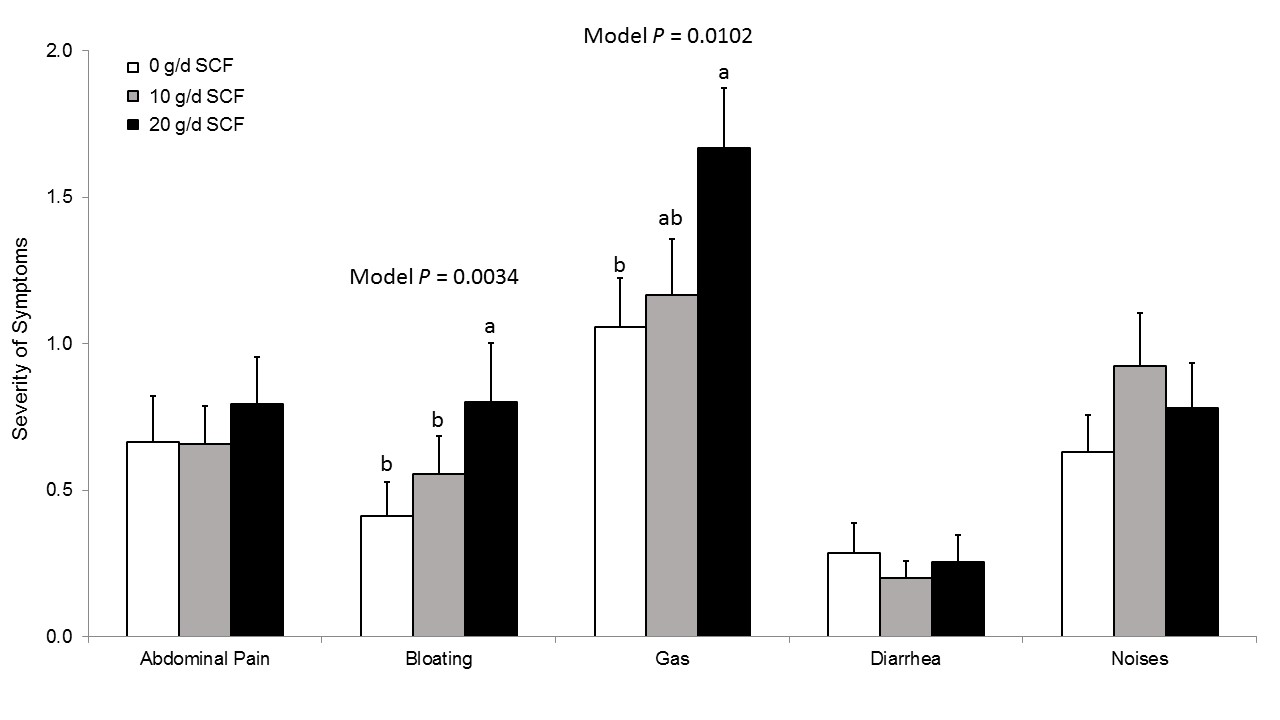 Model P = 0.0102
2.0
0 g/d SCF
a
10 g/d SCF
20 g/d SCF
1.5
ab
b
Model P = 0.0034
a
1.0
b
b
0.5
0.0
Severity of Symptoms
Abdominal Pain
Bloating
Gas
Diarrhea
Noises